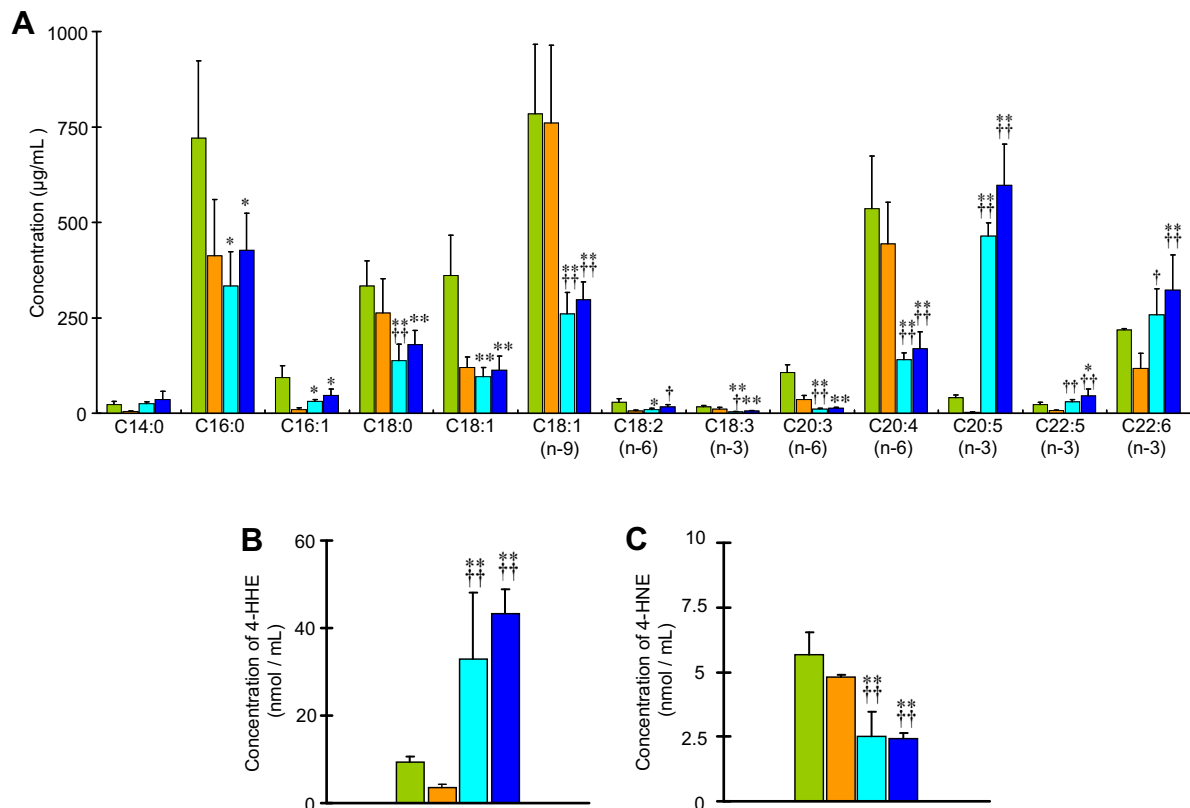 A
1000
750
500
250
0
Concentration (µg/mL )
* *
* *
** †† **
** **
** †† ** ††
* †
** † **
** †† **
** †† ** ††
** †† ** ††
†† * ††
† ** ††
C14:0 C16:0 C16:1 C18:0 C18:1 C18:1 C18:2 C18:3 C20:3 C20:4 C20:5 C22:5 C22:6
(n-9) (n-6) (n-3) (n-6) (n-6) (n-3) (n-3) (n-3)
B
60
40
20
0
Concentration of 4-HHE
(nmol / mL)
** **
†† ††
C
10
7.5
5
2.5
0
Concentration of 4-HNE
(nmol / mL)
** **
†† ††